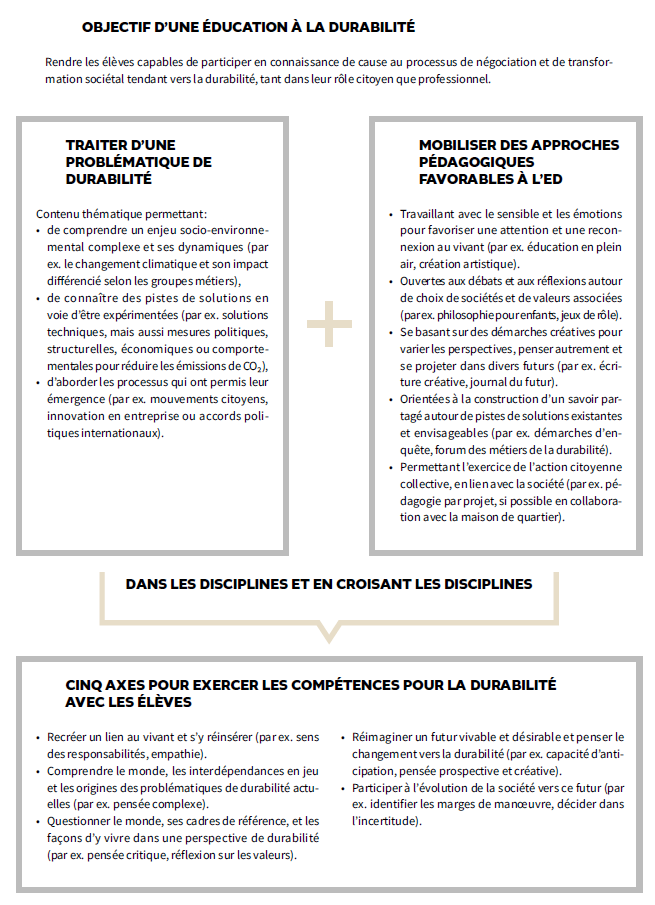 OBJECTIF D'UNE ÉDUCATION À LA DURABILITÉ
Rendre les élèves capables de participer en connaissance de cause au processus de négociation et de transfor-
mation sociétal tendant vers la durabilité, tant dans leur rôle citoyen que professionnel.
TRAITER D'UNE
PROBLÉMATIQUE DE
DURABILITÉ
Contenu thématique permettant:
• de comprendre un enjeu socio-environne-
mental complexe et ses dynamiques (par
ex. le changement climatique et son impact
différencié selon les groupes métiers),
• de connaître des pistes de solutions en
voie d'être expérimentées (par ex. solutions
techniques, mais aussi mesures politiques,
structurelles, économiques ou comporte-
mentales pour réduire les émissions de CO₂),
• d'aborder les processus qui ont permis leur
émergence (par ex. mouvements citoyens,
innovation en entreprise ou accords poli-
tiques internationaux).
+
MOBILISER DES APPROCHES
PÉDAGOGIQUES
FAVORABLES À L'ED
• Travaillant avec le sensible et les émotions
pour favoriser une attention et une recon-
nexion au vivant (par ex. éducation en plein
air, création artistique).
• Ouvertes aux débats et aux réflexions autour
de choix de sociétés et de valeurs associées
(par ex. philosophie pour enfants, jeux de rôle).
• Se basant sur des démarches créatives pour
varier les perspectives, penser autrement et
se projeter dans divers futurs (par ex. écri-
ture créative, journal du futur).
• Orientées à la construction d'un savoir par-
tagé autour de pistes de solutions existantes
et envisageables (par ex. démarches d'en-
quête, forum des métiers de la durabilité).
• Permettant l'exercice de l'action citoyenne
collective, en lien avec la société (par ex. pé-
dagogie par projet, si possible en collabora-
tion avec la maison de quartier).
DANS LES DISCIPLINES ET EN CROISANT LES DISCIPLINES
CINQ AXES POUR EXERCER LES COMPÉTENCES POUR LA DURABILITÉ
AVEC LES ÉLÈVES
• Recréer un lien au vivant et s'y réinsérer (par ex. sens
des responsabilités, empathie).
• Comprendre le monde, les interdépendances en jeu
et les origines des problématiques de durabilité actu-
elles (par ex. pensée complexe).
• Questionner le monde, ses cadres de référence, et les
façons d'y vivre dans une perspective de durabilité
(par ex. pensée critique, réflexion sur les valeurs).
• Réimaginer un futur vivable et désirable et penser le
changement vers la durabilité (par ex. capacité d'anti-
cipation, pensée prospective et créative).
• Participer à l'évolution de la société vers ce futur (par
ex. identifier les marges de manœuvre, décider dans
l'incertitude).